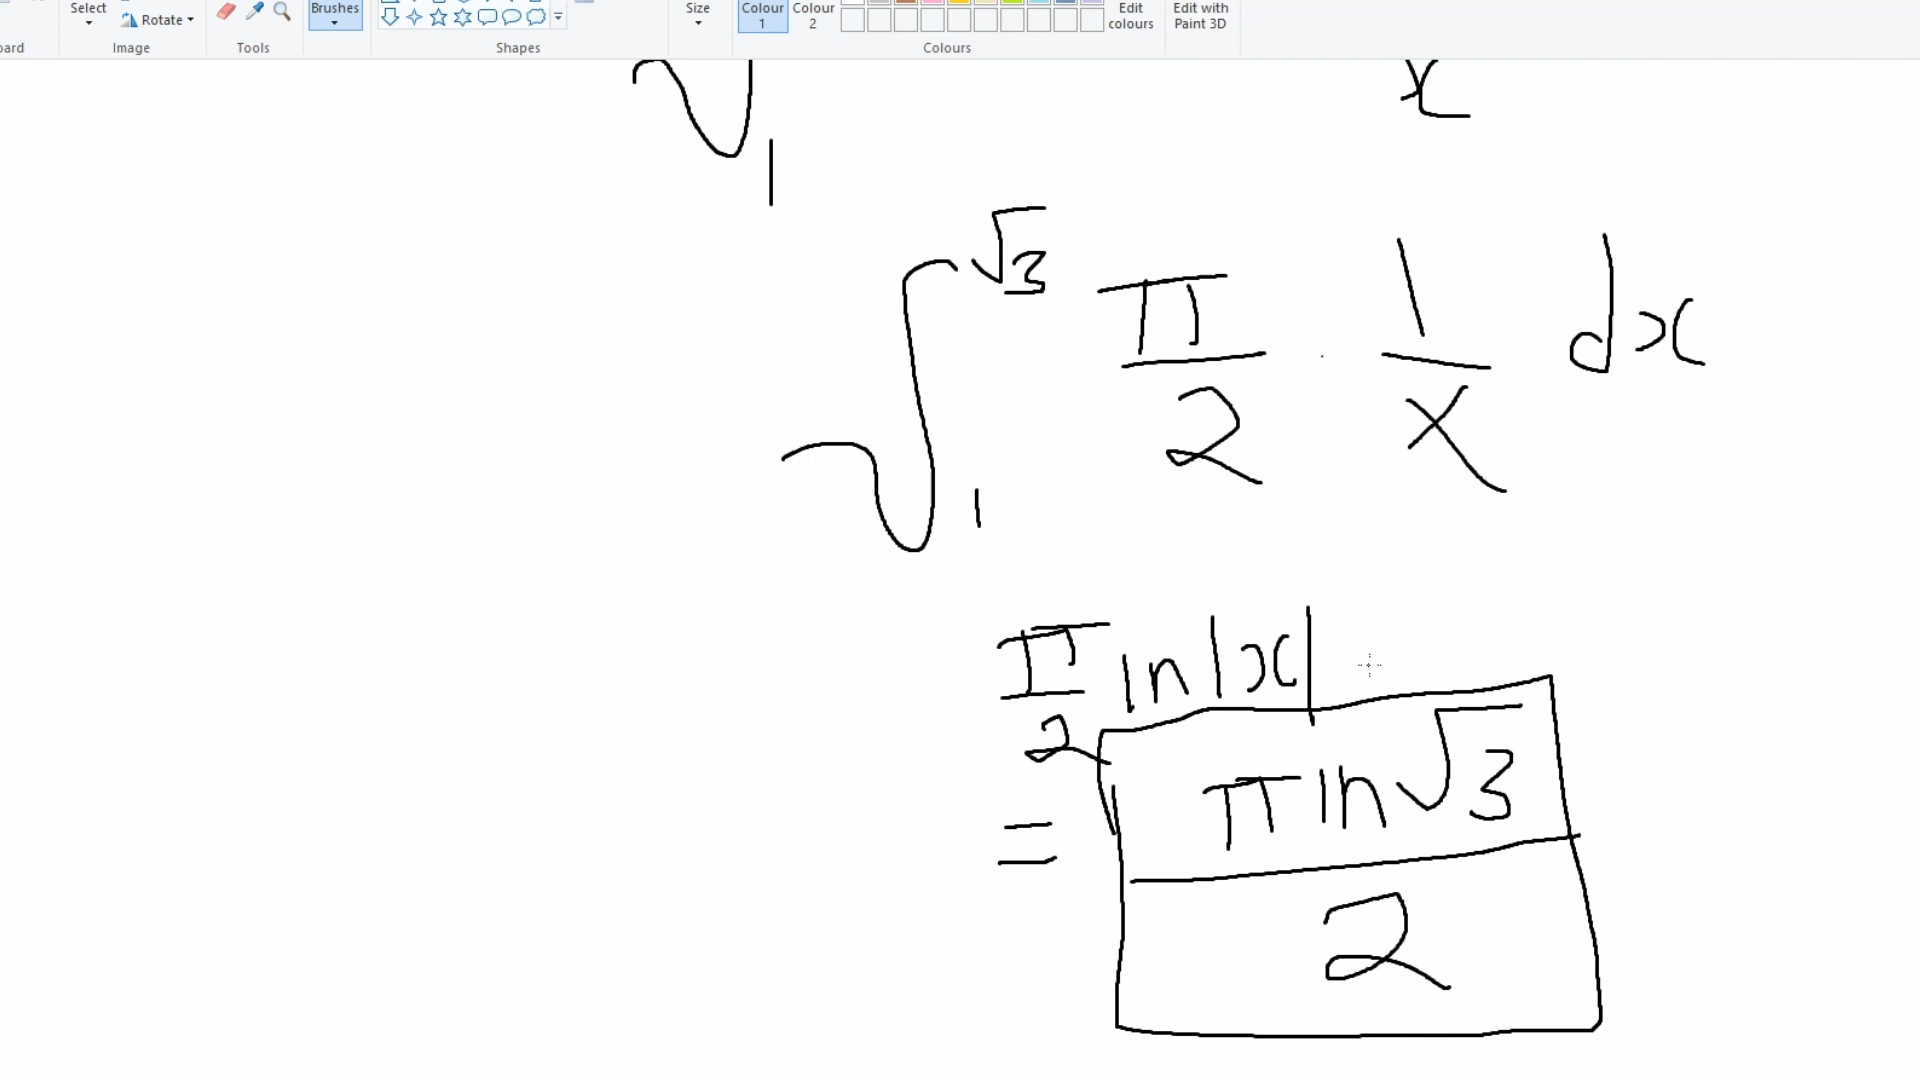 Select Rotate Brushes Size Colour 1 Colour 2 Edit colours Edit with Paint 3D
Image Tools Shapes Colours
1 x
∫₁^√3 π/2 · 1/x dx
π/2 ln|x|
= π ln √3 / 2